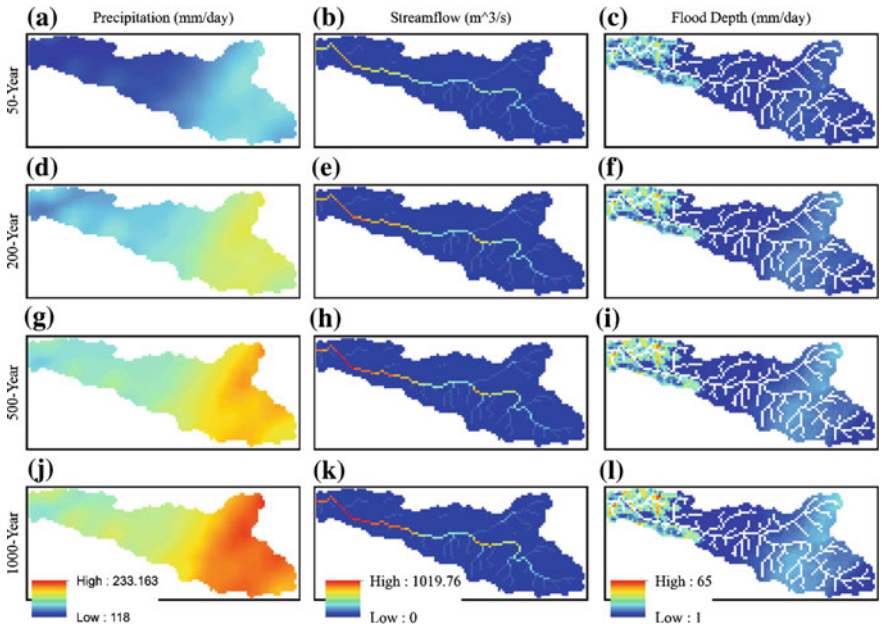 (a) Precipitation (mm/day)
(b) Streamflow (m^3/s)
(c) Flood Depth (mm/day)
50-Year
(d)
(e)
(f)
200-Year
(g)
(h)
(i)
500-Year
(j)
(k)
(l)
1000-Year
High : 233.163
Low : 118
High : 1019.76
Low : 0
High : 65
Low : 1